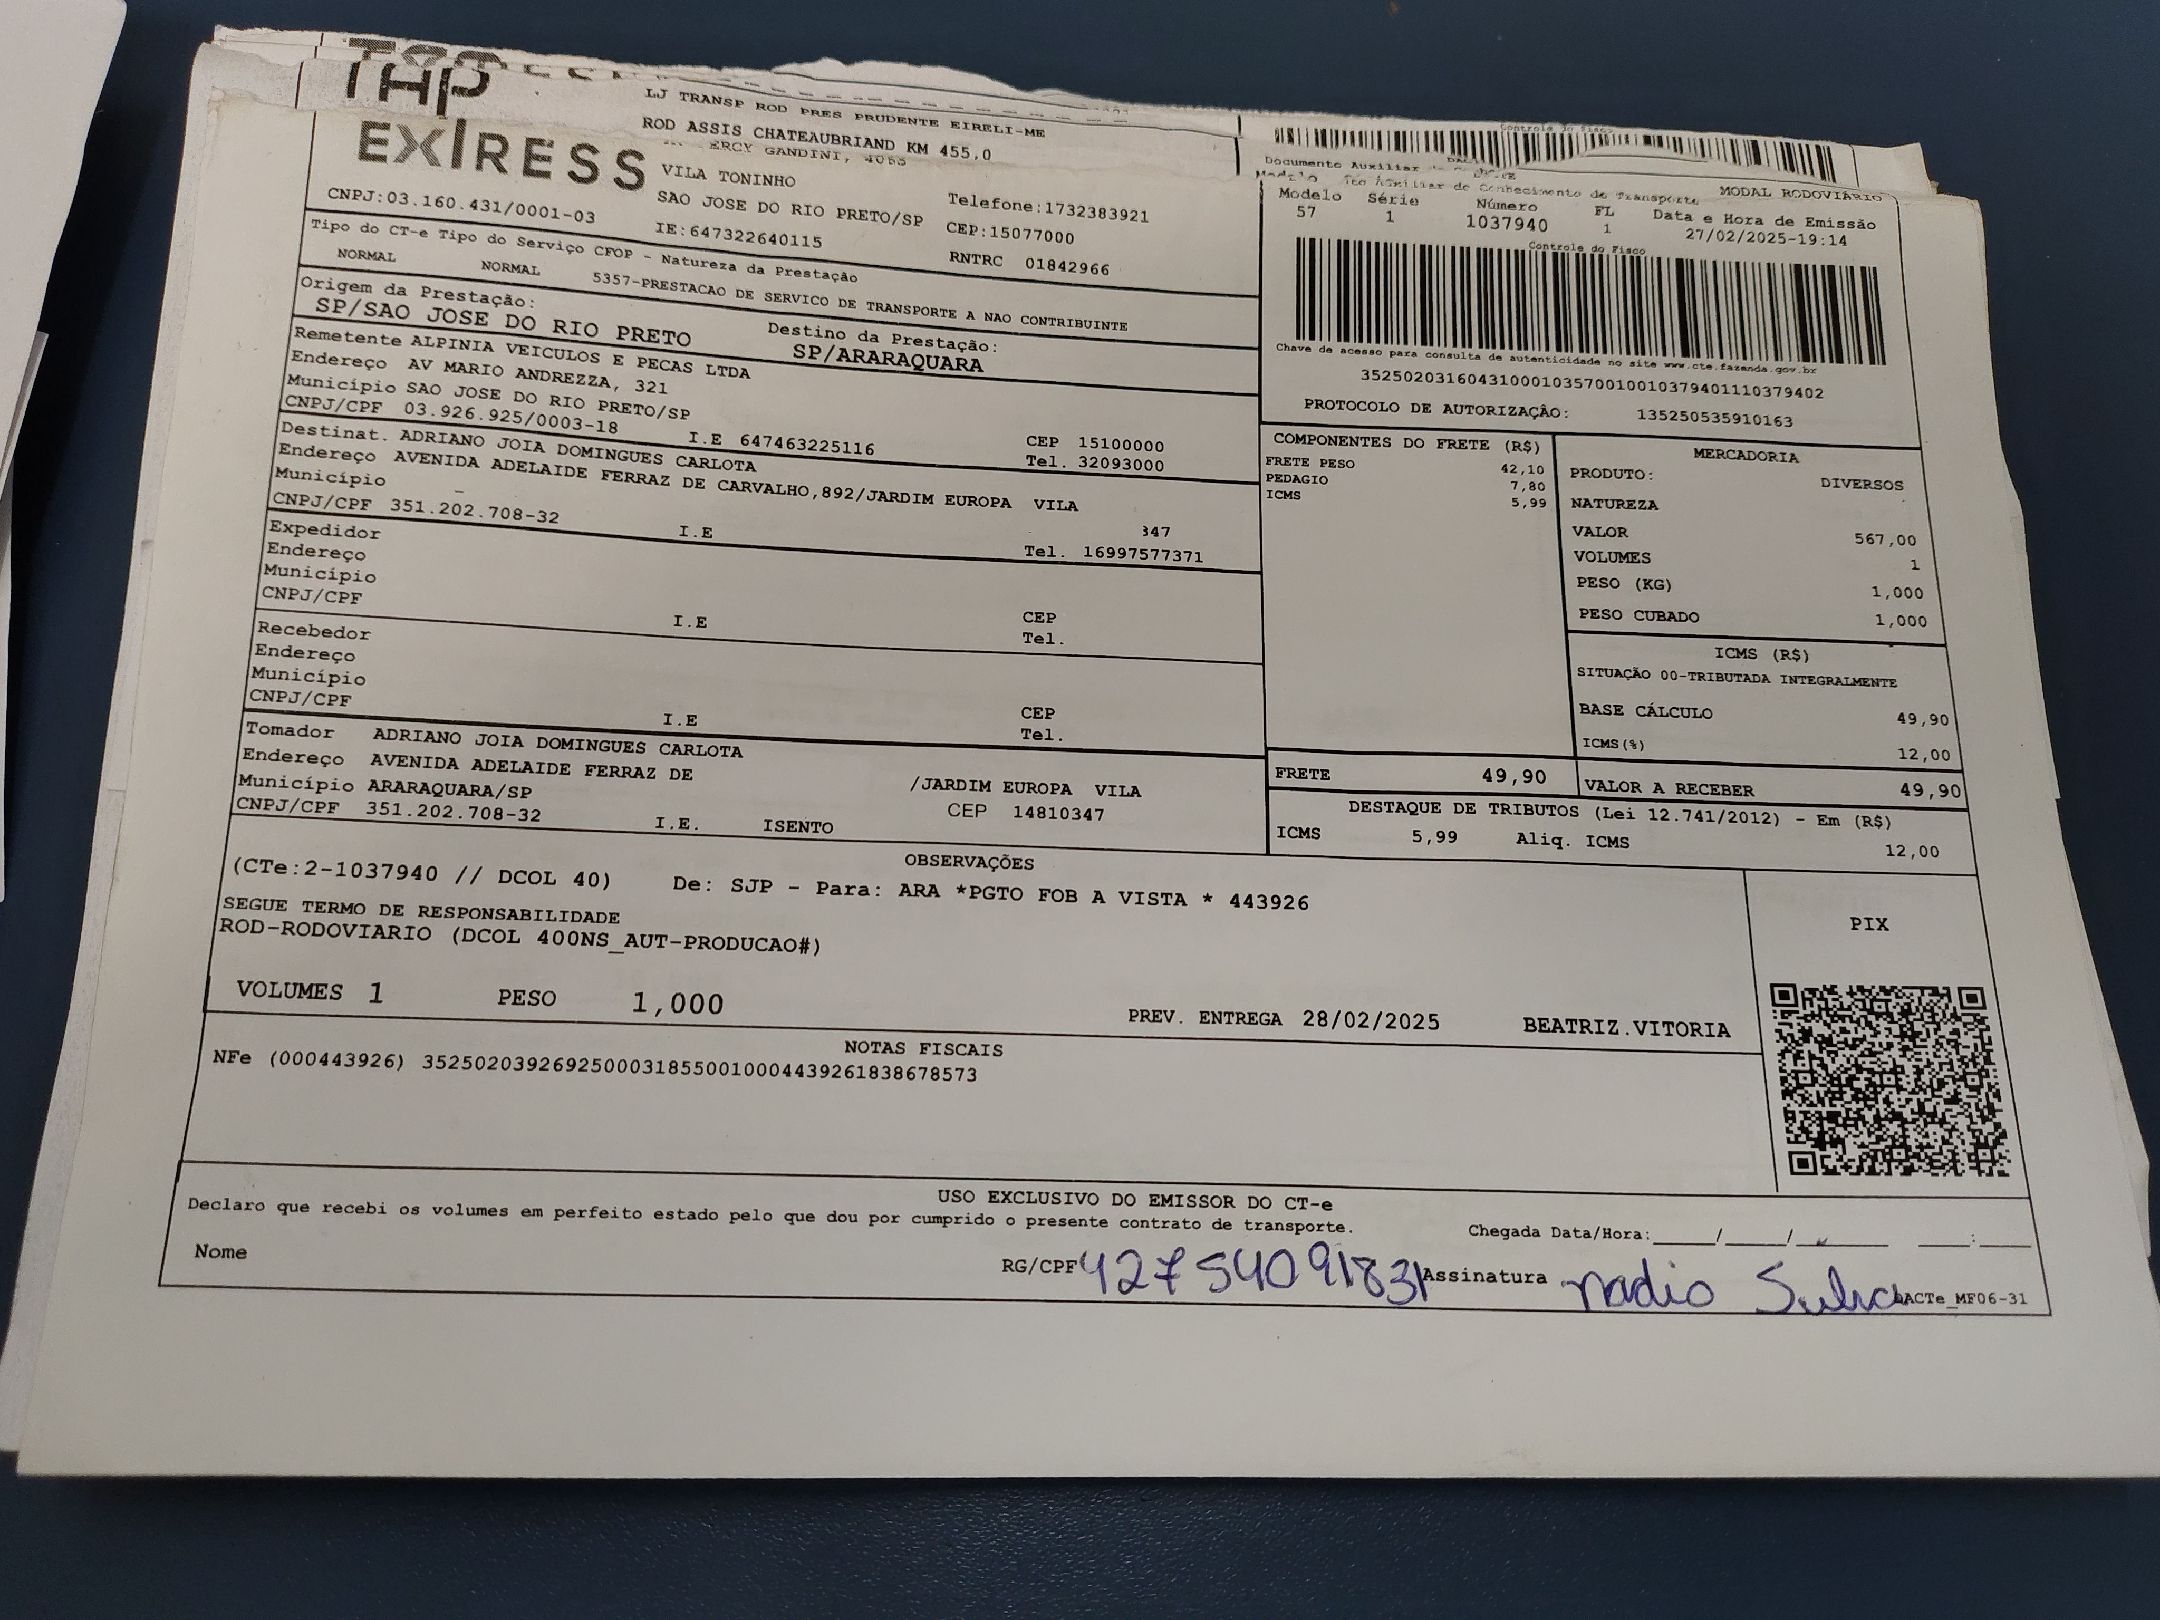 EXPRESS
LJ TRANSP ROD PRES PRUDENTE EIRELI-ME
ROD ASSIS CHATEAUBRIAND KM 455,0
ERCY GANDINI, 4065
VILA TONINHO
SAO JOSE DO RIO PRETO/SP
Telefone:1732383921
CNPJ:03.160.431/0001-03
IE:647322640115
CEP:15077000
RNTRC 01842966
Controle do Fisco
Documento Auxiliar
MODAL RODOVIÁRIO
Modelo Série Número FL Data e Hora de Emissão
57 1 1037940 1 27/02/2025-19:14
Controle do Fisco
Chave de acesso para consulta de autenticidade no site www.cte.fazenda.gov.br
35250203160431000103570010010379401110379402
PROTOCOLO DE AUTORIZAÇÃO: 135250535910163
Tipo do CT-e Tipo do Serviço CFOP - Natureza da Prestação
NORMAL NORMAL 5357-PRESTACAO DE SERVICO DE TRANSPORTE A NAO CONTRIBUINTE
Origem da Prestação: Destino da Prestação:
SP/SAO JOSE DO RIO PRETO SP/ARARAQUARA
Remetente ALPINIA VEICULOS E PECAS LTDA
Endereço AV MARIO ANDREZZA, 321
Município SAO JOSE DO RIO PRETO/SP CEP 15100000
CNPJ/CPF 03.926.925/0003-18 I.E 647463225116 Tel. 32093000
Destinat. ADRIANO JOIA DOMINGUES CARLOTA
Endereço AVENIDA ADELAIDE FERRAZ DE CARVALHO,892/JARDIM EUROPA VILA
Município 347
CNPJ/CPF 351.202.708-32 I.E Tel. 16997577371
Expedidor
Endereço
Município CEP
CNPJ/CPF I.E Tel.
Recebedor
Endereço
Município CEP
CNPJ/CPF I.E Tel.
Tomador ADRIANO JOIA DOMINGUES CARLOTA
Endereço AVENIDA ADELAIDE FERRAZ DE /JARDIM EUROPA VILA
Município ARARAQUARA/SP CEP 14810347
CNPJ/CPF 351.202.708-32 I.E. ISENTO
COMPONENTES DO FRETE (R$)
FRETE PESO 42,10
PEDAGIO 7,80
ICMS 5,99
MERCADORIA
PRODUTO: DIVERSOS
NATUREZA
VALOR 567,00
VOLUMES 1
PESO (KG) 1,000
PESO CUBADO 1,000
ICMS (R$)
SITUAÇÃO 00-TRIBUTADA INTEGRALMENTE
BASE CÁLCULO 49,90
ICMS(%) 12,00
FRETE 49,90 VALOR A RECEBER 49,90
DESTAQUE DE TRIBUTOS (Lei 12.741/2012) - Em (R$)
ICMS 5,99 Aliq. ICMS 12,00
OBSERVAÇÕES
(CTe:2-1037940 // DCOL 40) De: SJP - Para: ARA *PGTO FOB A VISTA * 443926
SEGUE TERMO DE RESPONSABILIDADE
ROD-RODOVIARIO (DCOL 400NS_AUT-PRODUCAO#)
PIX
VOLUMES 1 PESO 1,000 PREV. ENTREGA 28/02/2025 BEATRIZ.VITORIA
NOTAS FISCAIS
NFe (000443926) 35250203926925000318550010004439261838678573
USO EXCLUSIVO DO EMISSOR DO CT-e
Declaro que recebi os volumes em perfeito estado pelo que dou por cumprido o presente contrato de transporte. Chegada Data/Hora:____/____/____ ____:____
Nome RG/CPF 42754091831 Assinatura DACTe_MF06-31